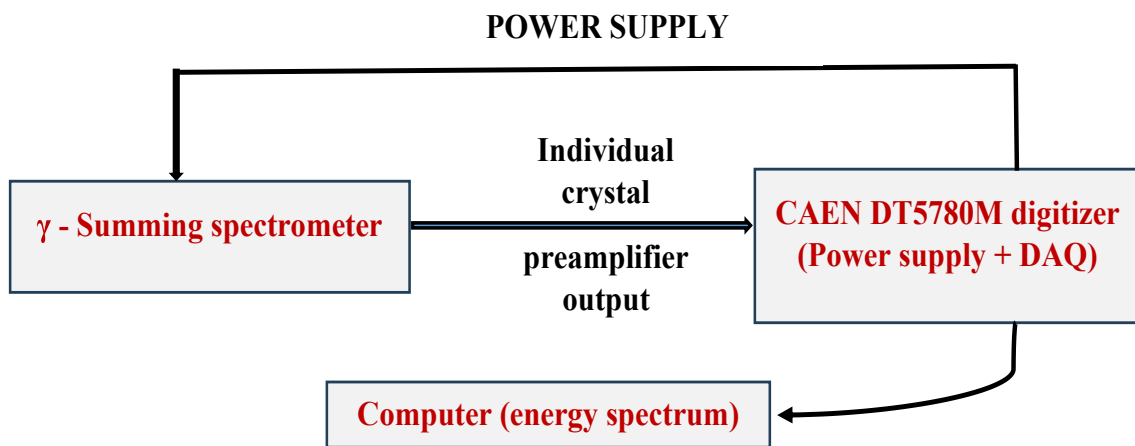 POWER SUPPLY
Individual
crystal
γ - Summing spectrometer
preamplifier
output
CAEN DT5780M digitizer
(Power supply + DAQ)
Computer (energy spectrum)